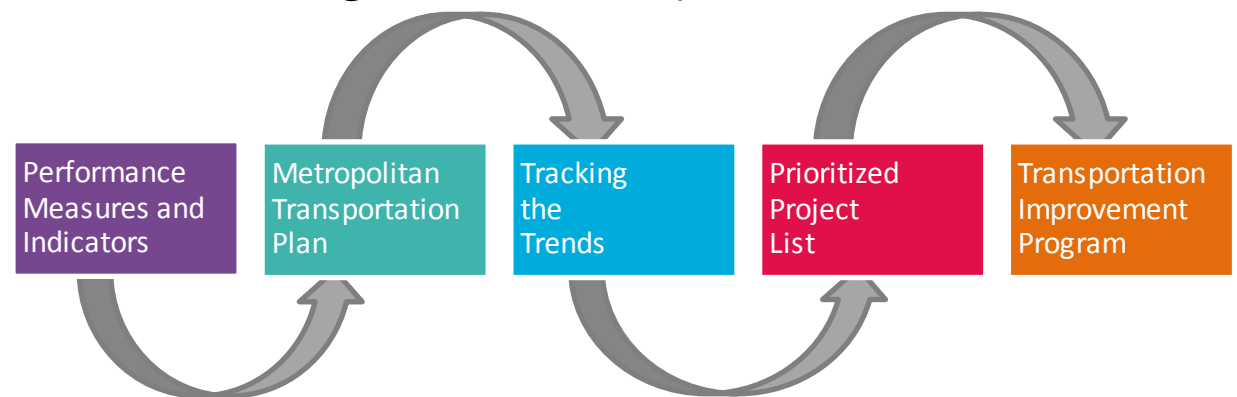 Performance
Measures and
Indicators
Metropolitan
Transportation
Plan
Tracking
the
Trends
Prioritized
Project
List
Transportation
Improvement
Program